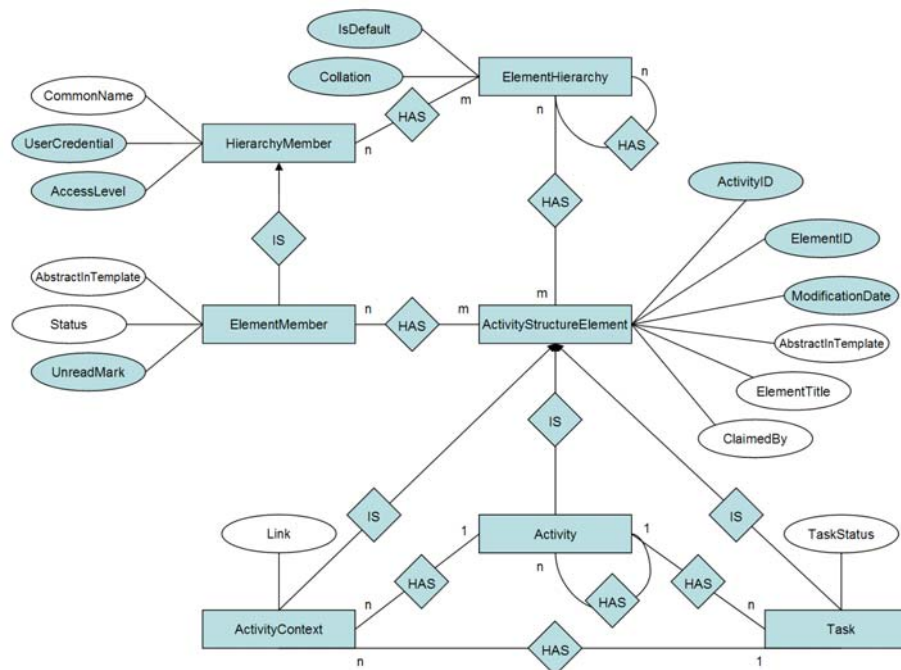 IsDefault
ElementHierarchy
n
Collation
m
n
HAS
HAS
CommonName
UserCredential
HierarchyMember
n
AccessLevel
ActivityID
HAS
ElementID
IS
ModificationDate
AbstractInTemplate
m
Status
ElementMember
n
HAS
m
ActivityStructureElement
AbstractInTemplate
UnreadMark
ElementTitle
ClaimedBy
IS
IS
IS
Link
1
Activity
1
TaskStatus
n
HAS
HAS
HAS
n
n
ActivityContext
Task
n
HAS
1